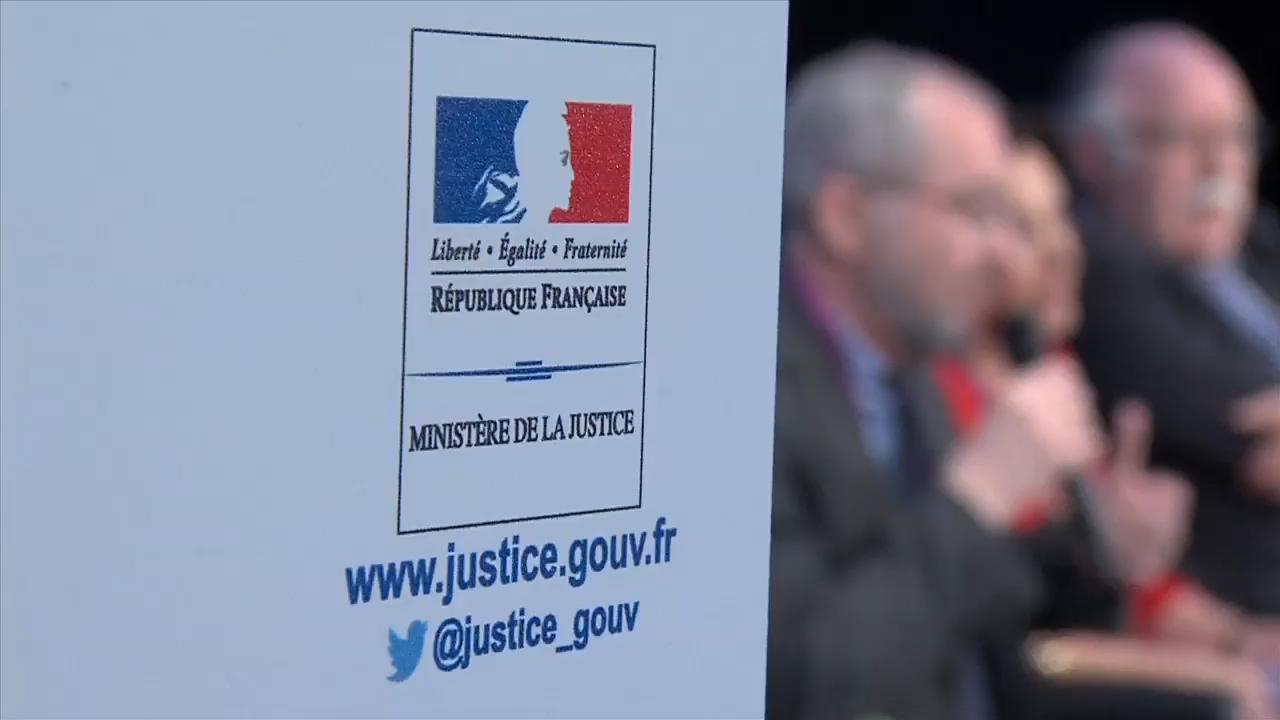 Liberté • Égalité • Fraternité
RÉPUBLIQUE FRANÇAISE
MINISTÈRE DE LA JUSTICE
www.justice.gouv.fr
@justice_gouv